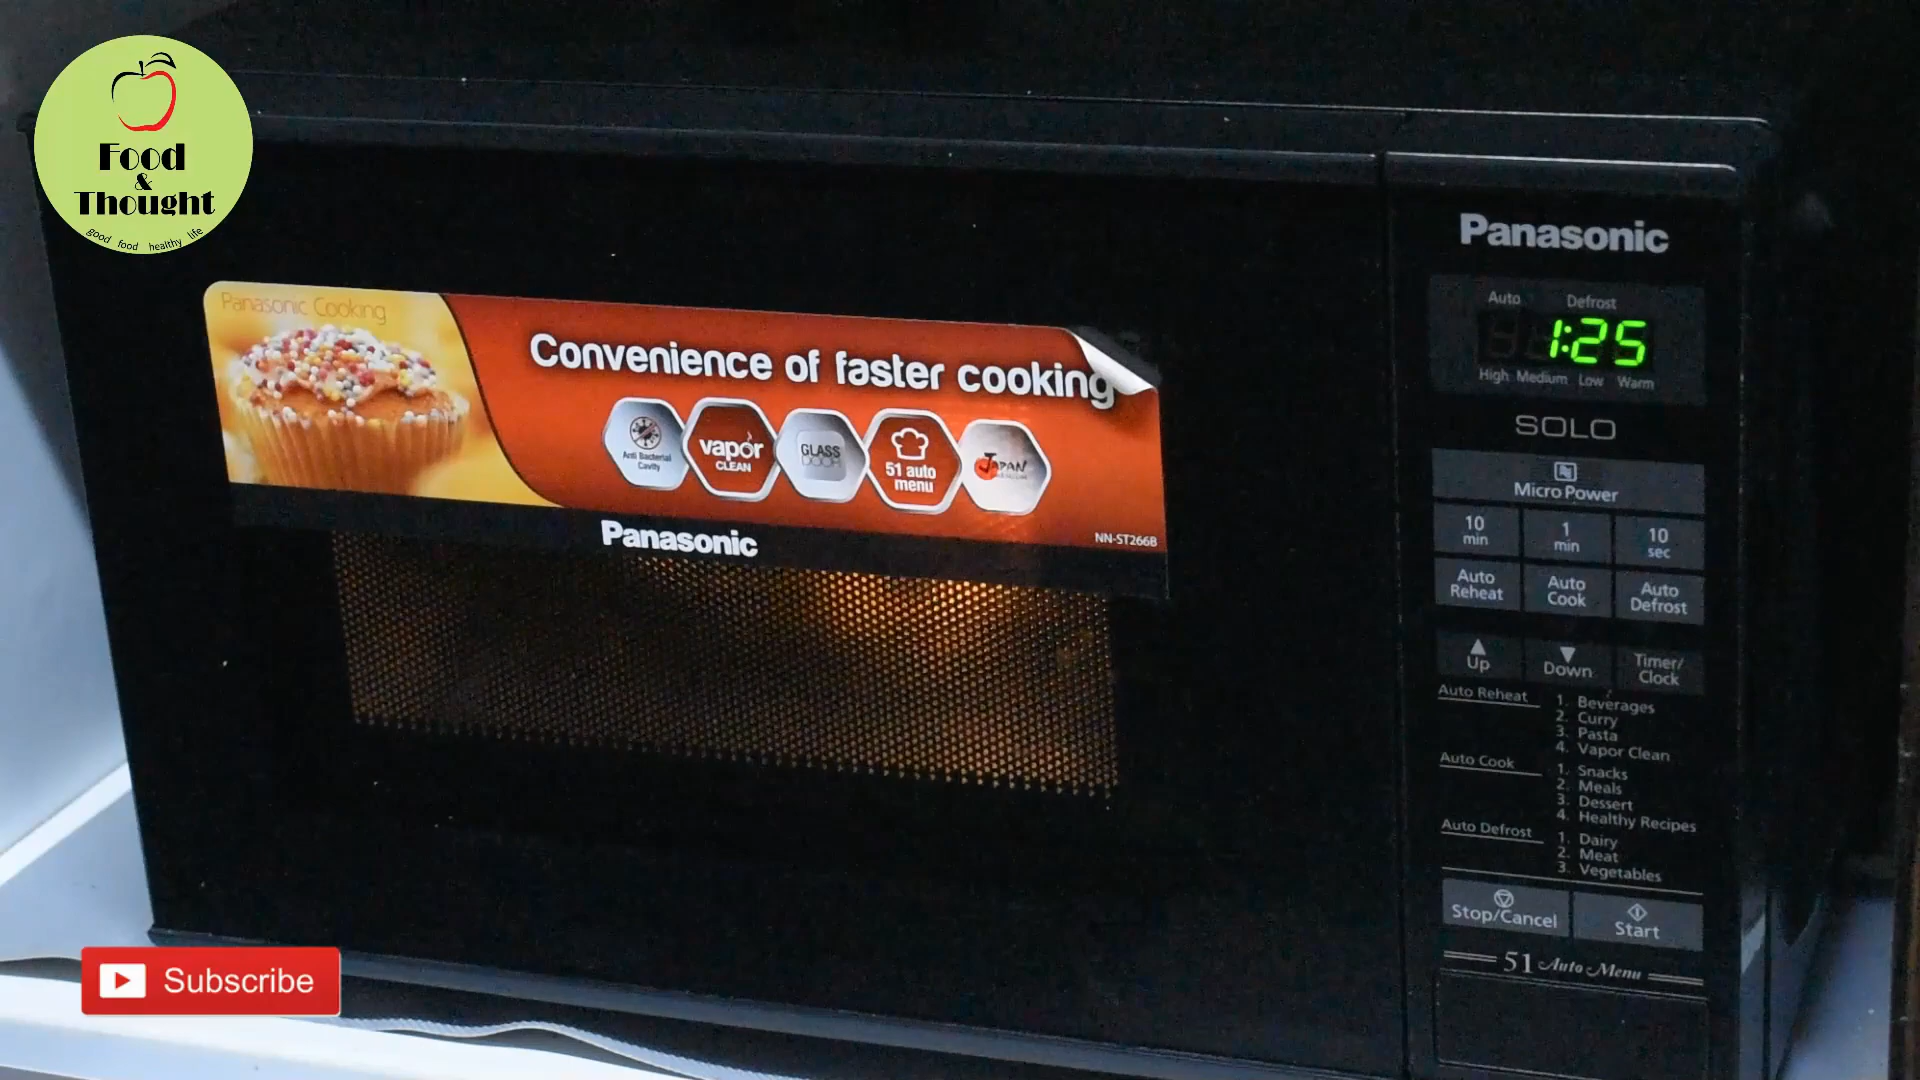 Food
&
Thought
good food healthy life
Panasonic Cooking
Convenience of faster cooking
Anti Bacterial
Cavity
vapor
CLEAN
GLASS
DOOR
51 auto
menu
JAPAN
Panasonic
NN-ST266B
Panasonic
Auto Defrost
1:25
High Medium Low Warm
SOLO
Micro Power
10 min
1 min
10 sec
Auto Reheat
Auto Cook
Auto Defrost
Up
Down
Timer/Clock
Auto Reheat
1. Beverages
2. Curry
3. Pasta
4. Vapor Clean
Auto Cook
1. Snacks
2. Meals
3. Dessert
4. Healthy Recipes
Auto Defrost
1. Dairy
2. Meat
3. Vegetables
Stop/Cancel
Start
51 Auto Menu
Subscribe